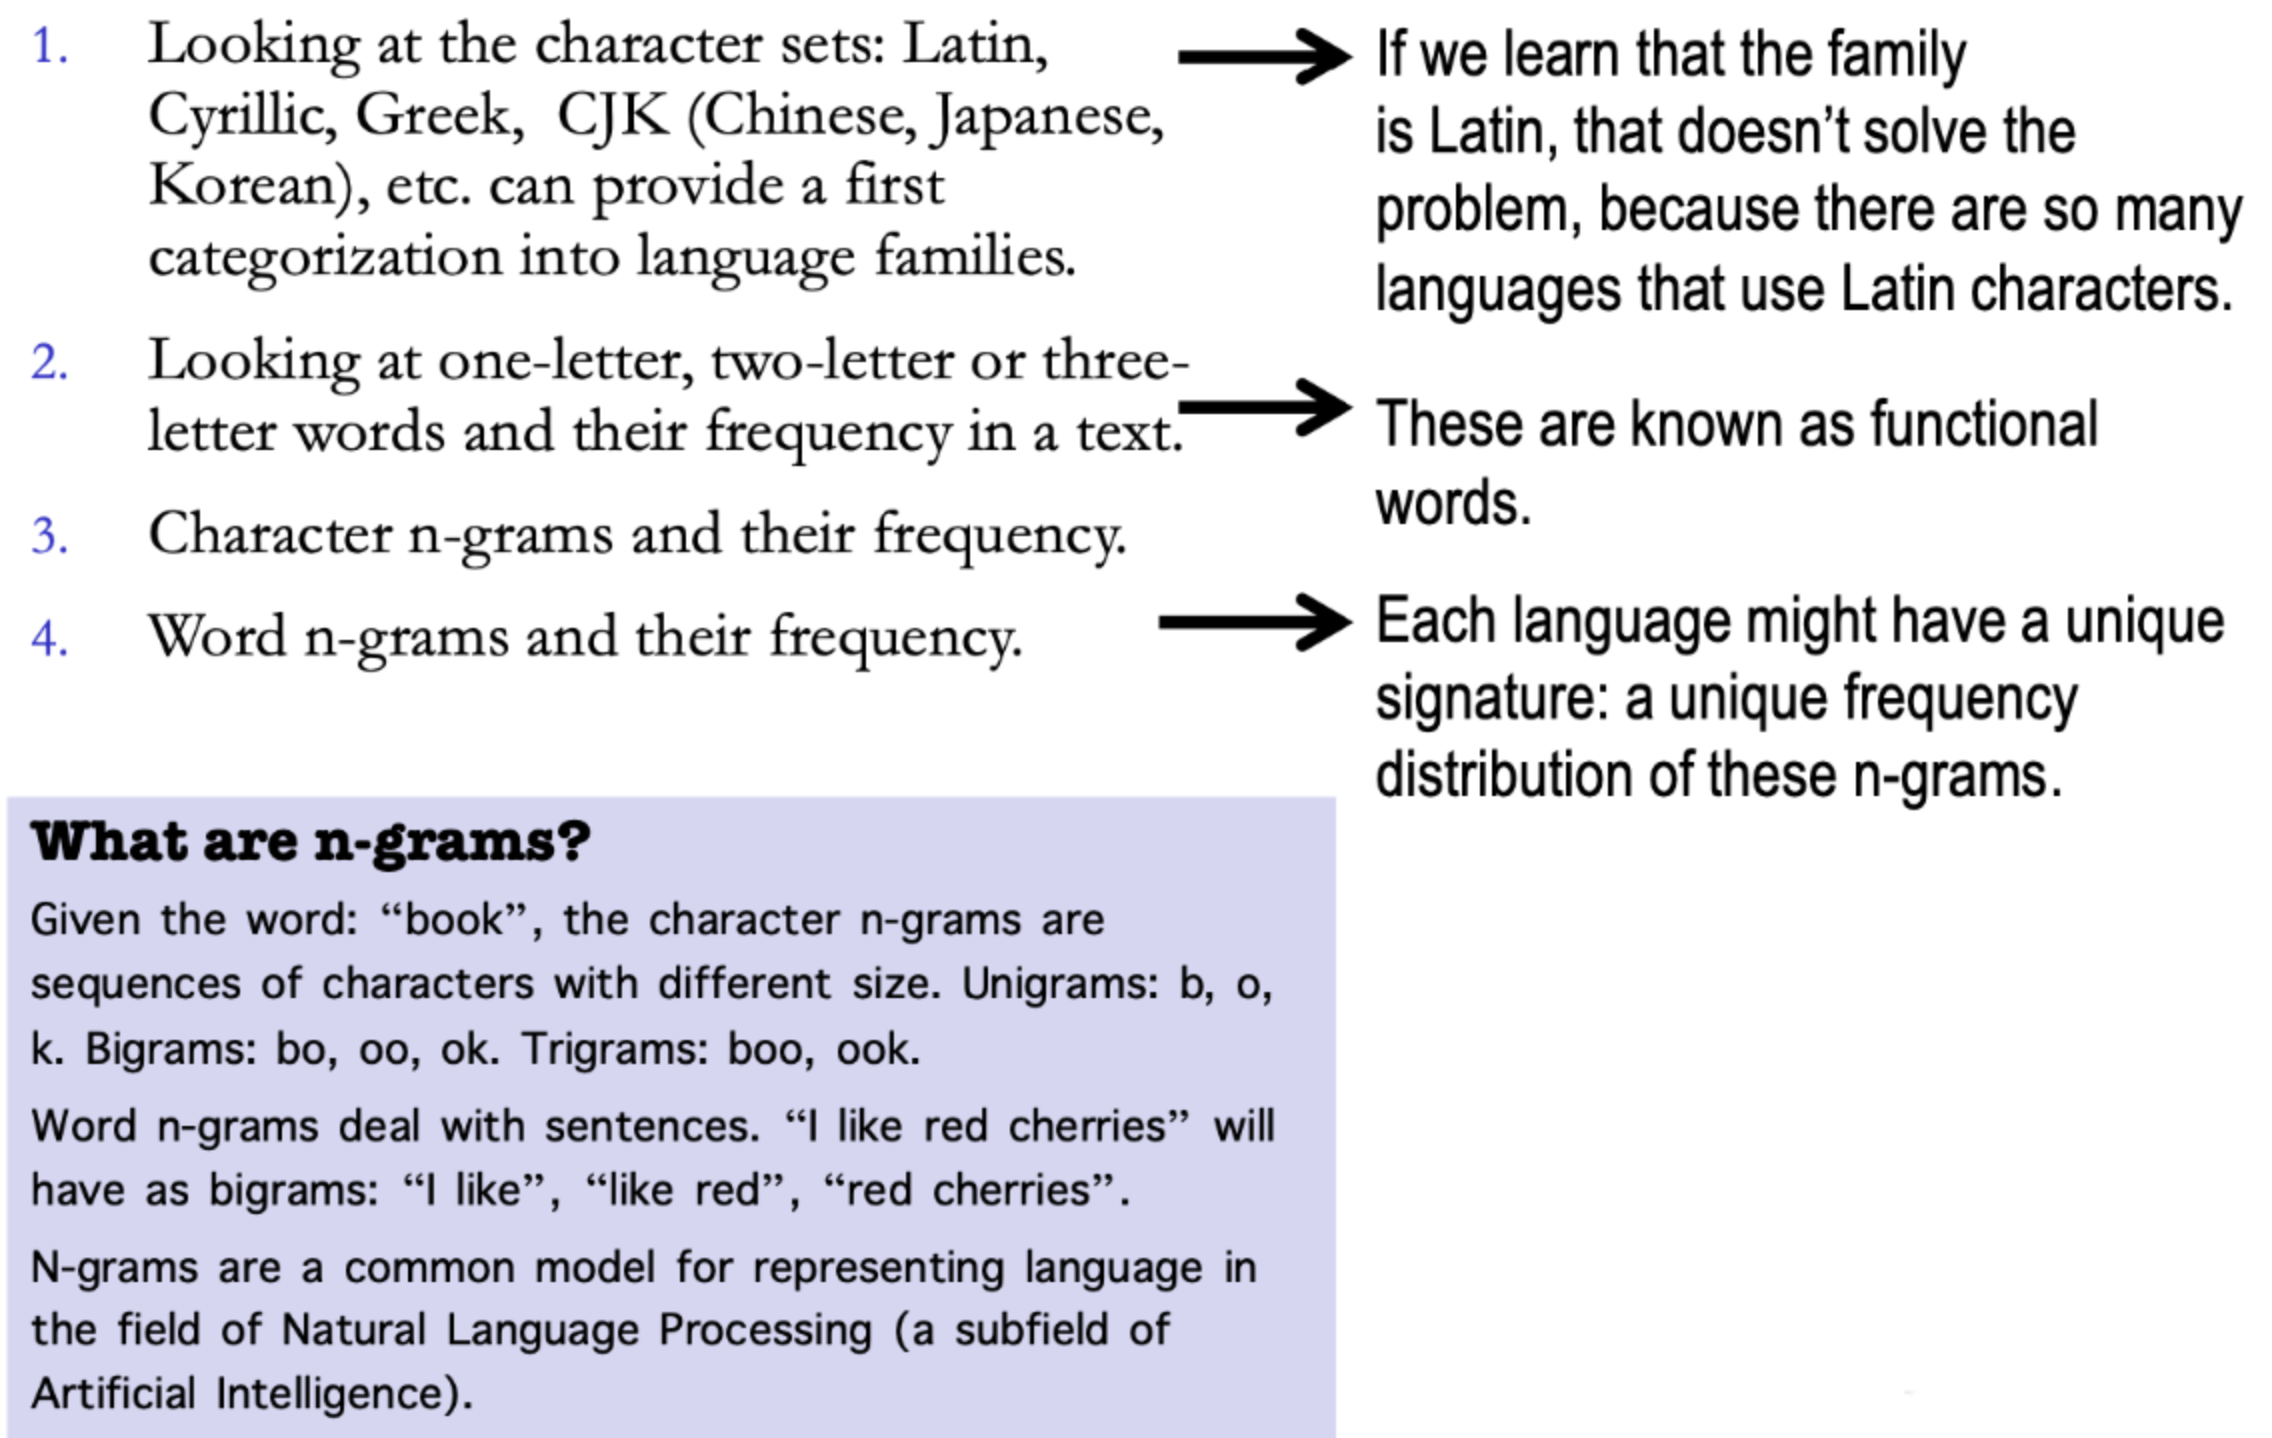 1. Looking at the character sets: Latin,
Cyrillic, Greek, CJK (Chinese, Japanese,
Korean), etc. can provide a first
categorization into language families.
If we learn that the family
is Latin, that doesn’t solve the
problem, because there are so many
languages that use Latin characters.
2. Looking at one-letter, two-letter or three-
letter words and their frequency in a text.
These are known as functional
words.
3. Character n-grams and their frequency.
4. Word n-grams and their frequency.
Each language might have a unique
signature: a unique frequency
distribution of these n-grams.
What are n-grams?
Given the word: “book”, the character n-grams are
sequences of characters with different size. Unigrams: b, o,
k. Bigrams: bo, oo, ok. Trigrams: boo, ook.
Word n-grams deal with sentences. “I like red cherries” will
have as bigrams: “I like”, “like red”, “red cherries”.
N-grams are a common model for representing language in
the field of Natural Language Processing (a subfield of
Artificial Intelligence).